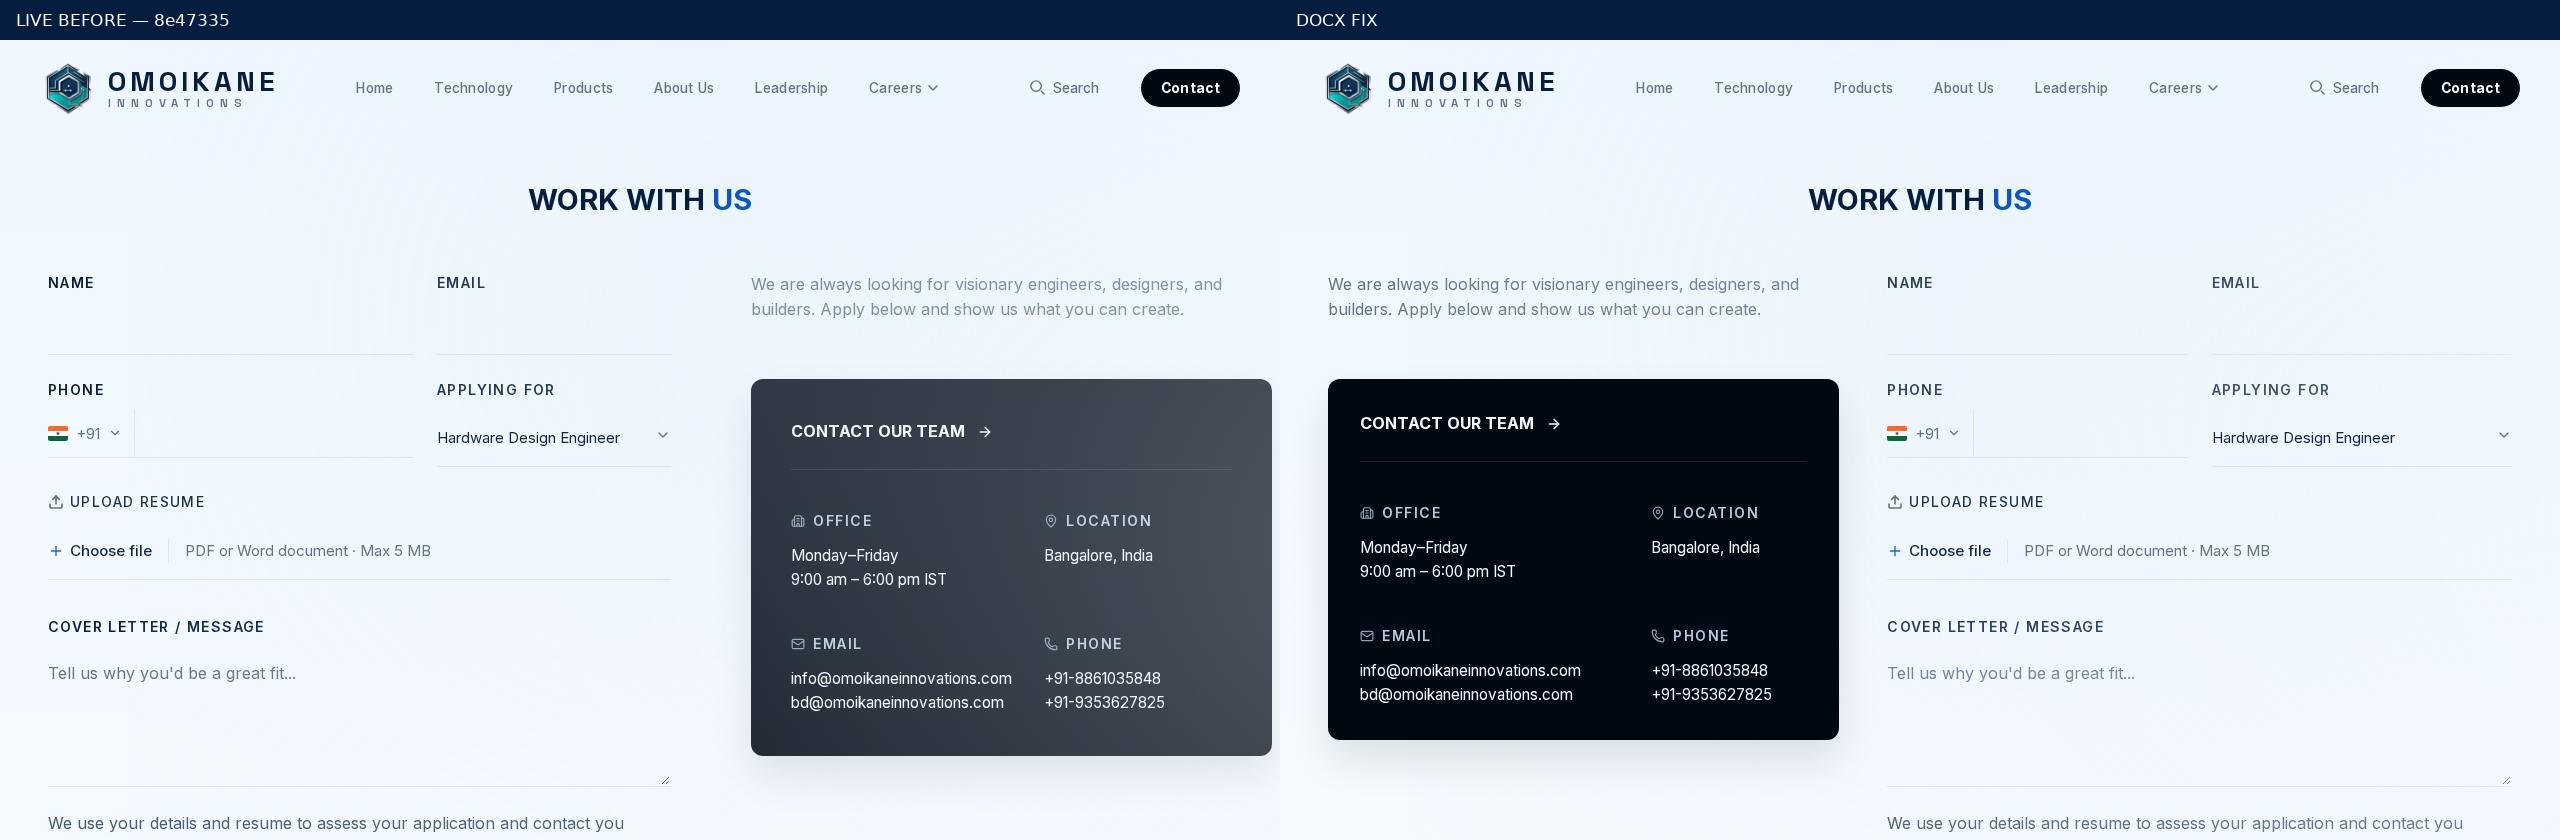 LIVE BEFORE — 8e47335
OMOIKANE
INNOVATIONS
Home
Technology
Products
About Us
Leadership
Careers
Search
Contact
WORK WITH US
NAME
EMAIL
PHONE
+91
APPLYING FOR
Hardware Design Engineer
UPLOAD RESUME
Choose file
PDF or Word document · Max 5 MB
COVER LETTER / MESSAGE
Tell us why you'd be a great fit...
We use your details and resume to assess your application and contact you
We are always looking for visionary engineers, designers, and
builders. Apply below and show us what you can create.
CONTACT OUR TEAM
OFFICE
Monday–Friday
9:00 am – 6:00 pm IST
LOCATION
Bangalore, India
EMAIL
info@omoikaneinnovations.com
bd@omoikaneinnovations.com
PHONE
+91-8861035848
+91-9353627825
DOCX FIX
OMOIKANE
INNOVATIONS
Home
Technology
Products
About Us
Leadership
Careers
Search
Contact
WORK WITH US
We are always looking for visionary engineers, designers, and
builders. Apply below and show us what you can create.
CONTACT OUR TEAM
OFFICE
Monday–Friday
9:00 am – 6:00 pm IST
LOCATION
Bangalore, India
EMAIL
info@omoikaneinnovations.com
bd@omoikaneinnovations.com
PHONE
+91-8861035848
+91-9353627825
NAME
EMAIL
PHONE
+91
APPLYING FOR
Hardware Design Engineer
UPLOAD RESUME
Choose file
PDF or Word document · Max 5 MB
COVER LETTER / MESSAGE
Tell us why you'd be a great fit...
We use your details and resume to assess your application and contact you